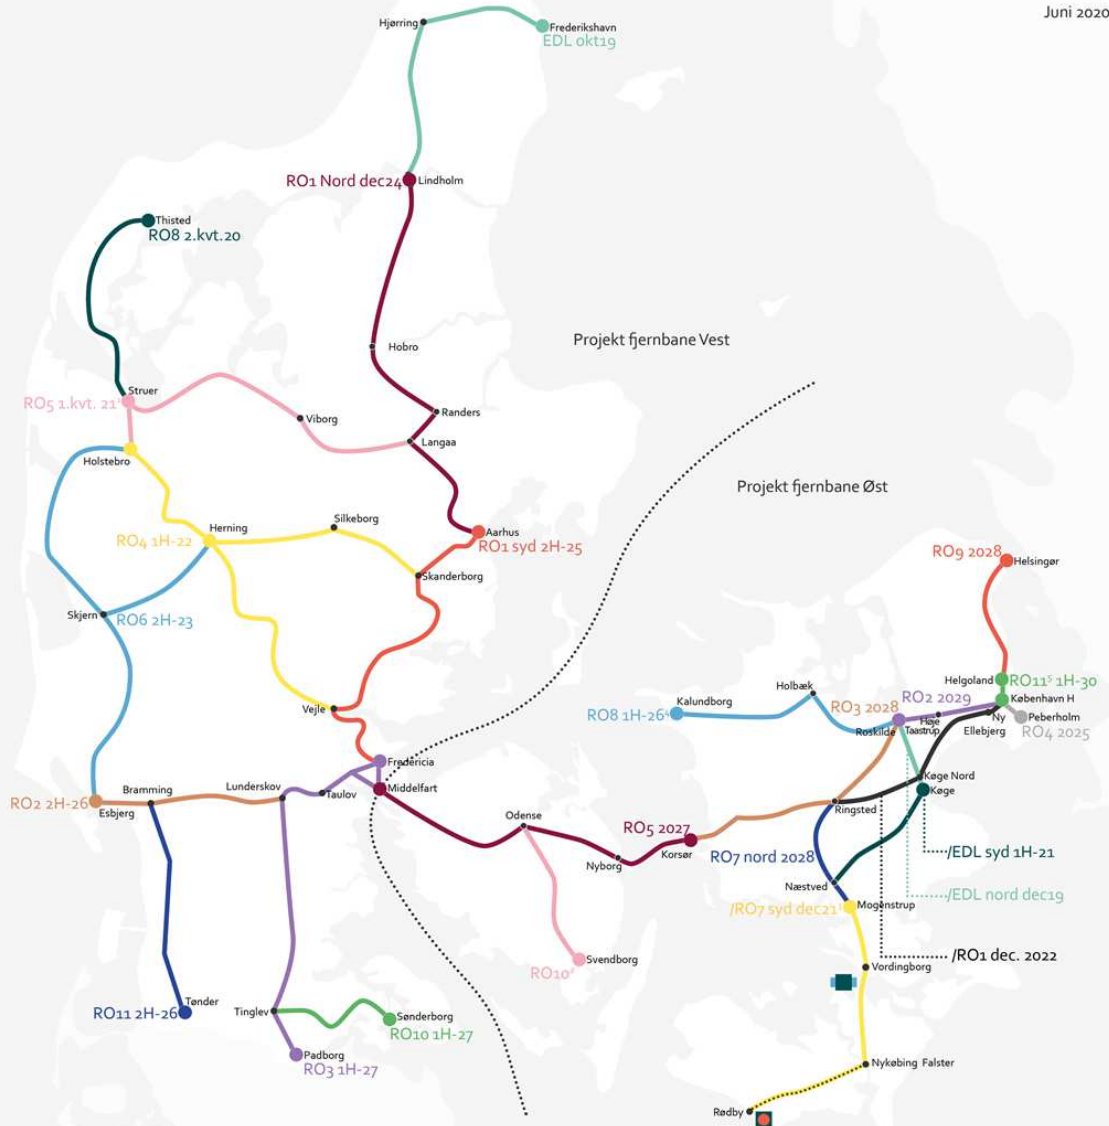 Juni 2020
Hjørring
Frederikshavn
EDL okt19
RO1 Nord dec24
Lindholm
Thisted
RO8 2.kvt.20
Hobro
Projekt fjernbane Vest
Struer
RO5 1.kvt. 21
Viborg
Randers
Langaa
Holstebro
Projekt fjernbane Øst
Silkeborg
Herning
RO4 1H-22
Aarhus
RO1 syd 2H-25
RO9 2028
Helsingør
Skanderborg
Skjern
RO6 2H-23
Helgoland
RO11⁵ 1H-30
København H
Holbæk
RO2 2029
Kalundborg
RO3 2028
Vejle
RO8 1H-26⁴
Høje
Taastrup
Roskilde
Ny
Ellebjerg
Peberholm
RO4 2025
Fredericia
Køge Nord
Køge
Lunderskov
Bramming
Taulov
Middelfart
RO2 2H-26
Esbjerg
Ringsted
Odense
RO5 2027
Korsør
Nyborg
RO7 nord 2028
/EDL syd 1H-21
Næstved
/EDL nord dec19
/RO7 syd dec21
Mogenstrup
/RO1 dec. 2022
Svendborg
RO10
Vordingborg
Tønder
RO11 2H-26
Tinglev
Sønderborg
RO10 1H-27
Padborg
RO3 1H-27
Nykøbing Falster
Rødby